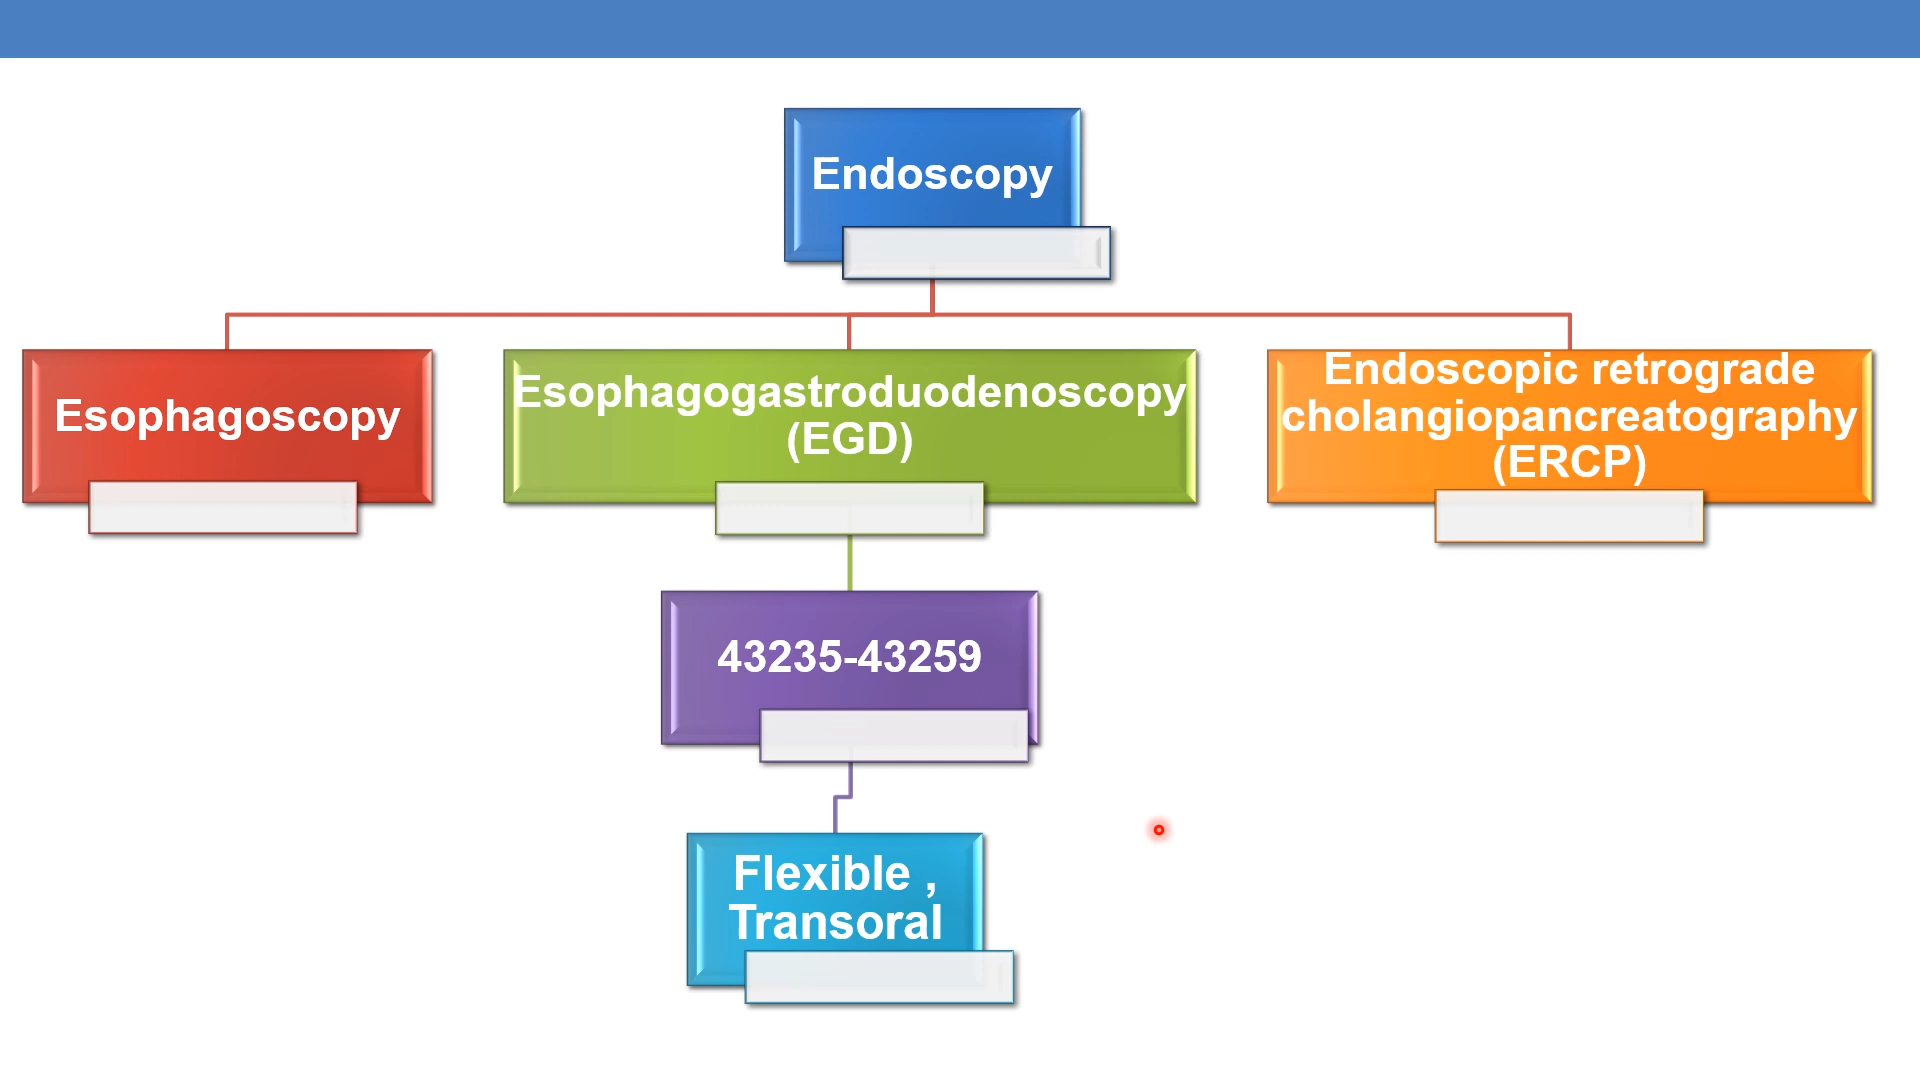 Endoscopy
Esophagoscopy
Esophagogastroduodenoscopy
(EGD)
Endoscopic retrograde
cholangiopancreatography
(ERCP)
43235-43259
Flexible ,
Transoral